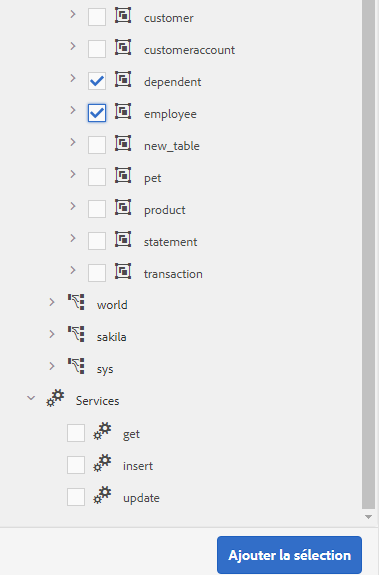 customer
customeraccount
dependent
employee
new_table
pet
product
statement
transaction
world
sakila
sys
Services
get
insert
update
Ajouter la sélection